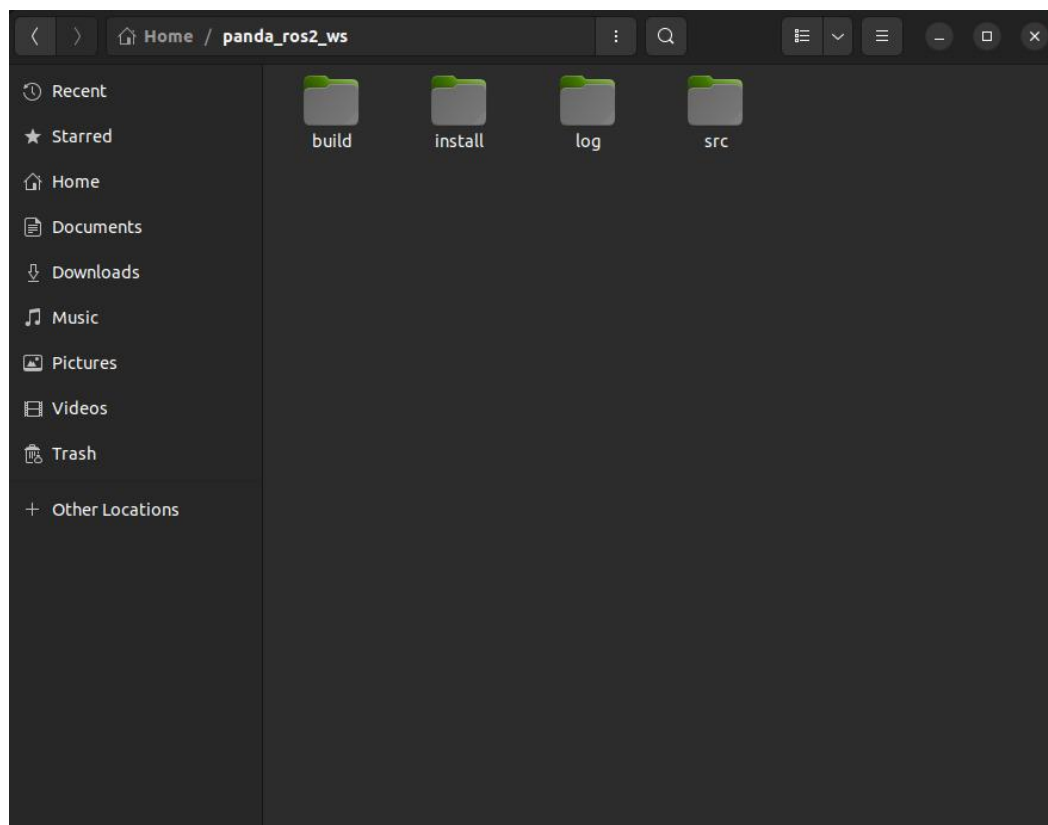 Home / panda_ros2_ws
Recent
Starred
Home
Documents
Downloads
Music
Pictures
Videos
Trash
Other Locations
build install log src